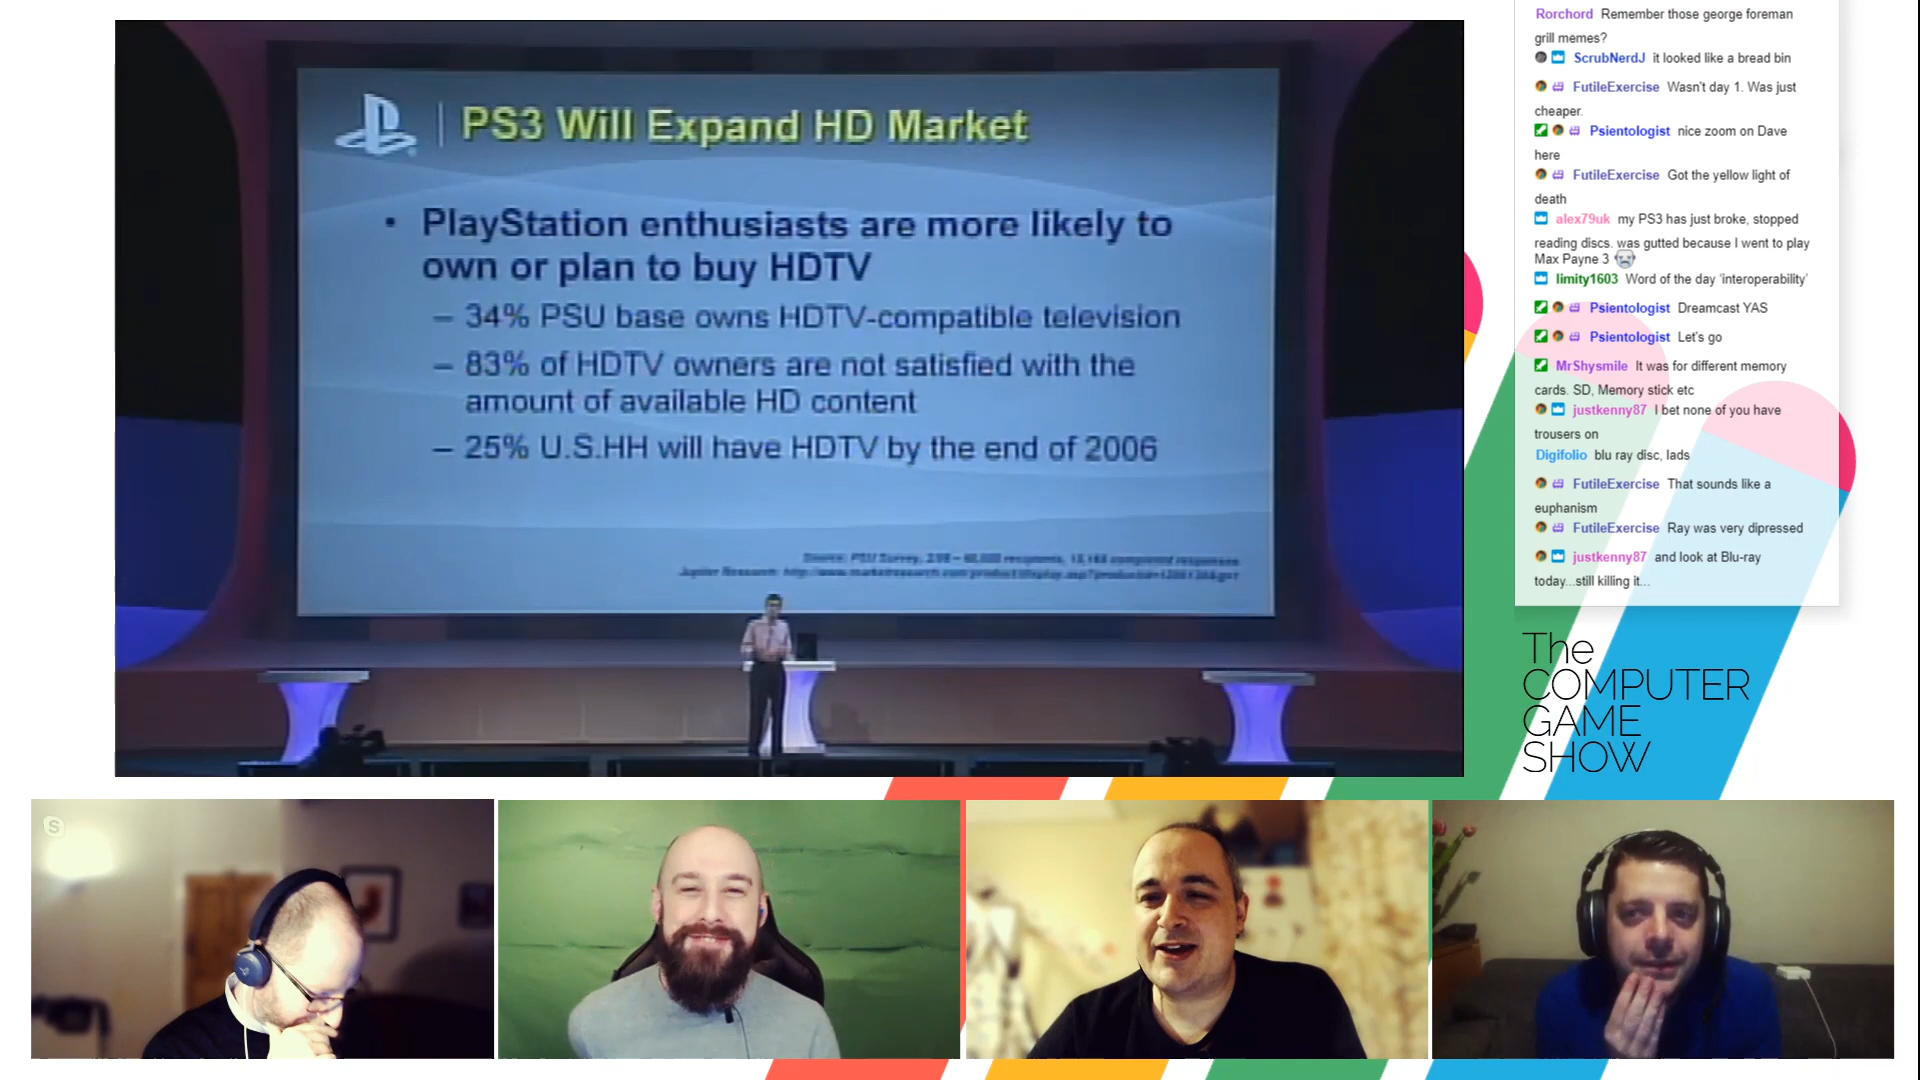 PS3 Will Expand HD Market
• PlayStation enthusiasts are more likely to
own or plan to buy HDTV
– 34% PSU base owns HDTV-compatible television
– 83% of HDTV owners are not satisfied with the
amount of available HD content
– 25% U.S.HH will have HDTV by the end of 2006
Rorchord Remember those george foreman
grill memes?
ScrubNerdJ it looked like a bread bin
FutileExercise Wasn't day 1. Was just
cheaper.
Psientologist nice zoom on Dave
here
FutileExercise Got the yellow light of
death
alex79uk my PS3 has just broke, stopped
reading discs. was gutted because I went to play
Max Payne 3
limity1603 Word of the day 'interoperability'
Psientologist Dreamcast YAS
Psientologist Let's go
MrShysmile It was for different memory
cards. SD, Memory stick etc
justkenny87 I bet none of you have
trousers on
Digifolio blu ray disc, lads
FutileExercise That sounds like a
euphanism
FutileExercise Ray was very dipressed
justkenny87 and look at Blu-ray
today...still killing it...
The
COMPUTER
GAME
SHOW